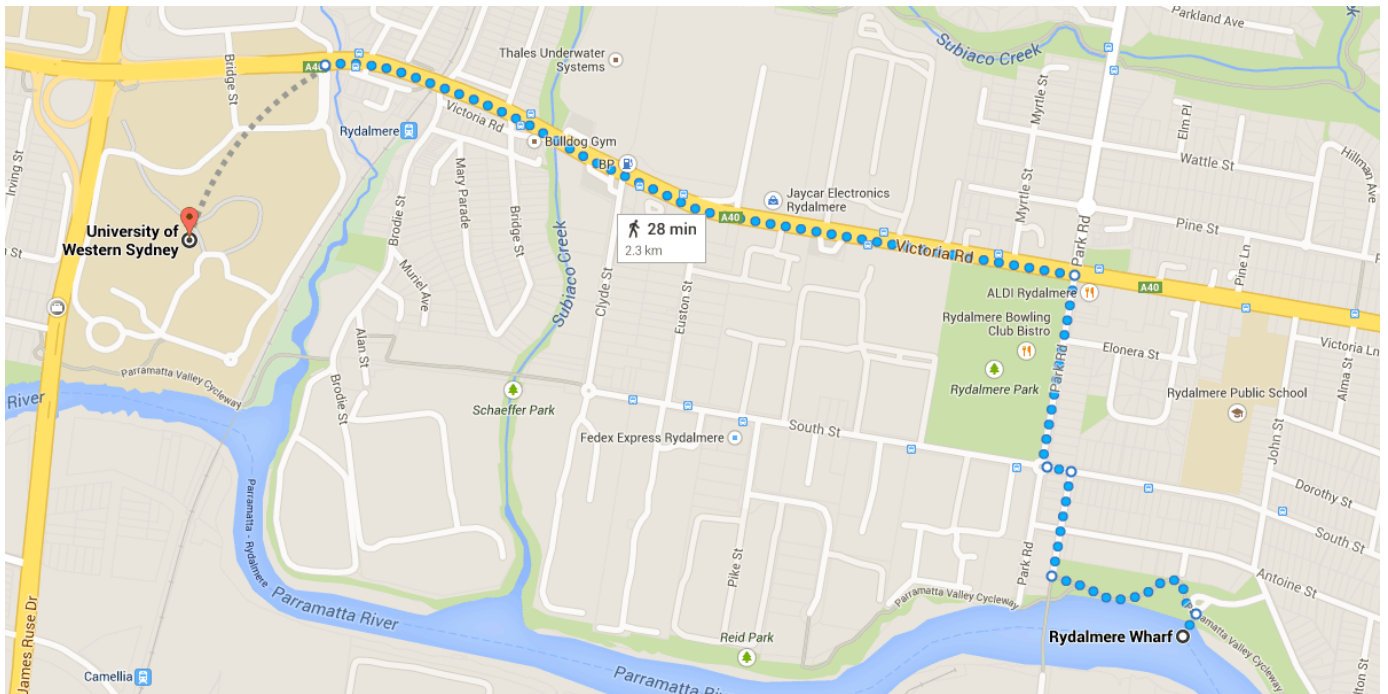 Parkland Ave
Subiaco Creek
Thales Underwater
Systems
Bridge St
A40
Victoria Rd
Myrtle St
Elm Pl
Hillman Ave
Rydalmere
Bulldog Gym
BP
Wattle St
Irving St
Mary Parade
Jaycar Electronics
Rydalmere
Myrtle St
Park Rd
Pine St
Pine Ln
University of
Western Sydney
Brodie St
Bridge St
Subiaco Creek
28 min
2.3 km
A40
Victoria Rd
Muriel Ave
Clyde St
Euston St
ALDI Rydalmere
A40
Rydalmere Bowling
Club Bistro
Park Rd
Elonera St
Victoria Ln
Alan St
Parramatta Valley Cycleway
Brodie St
Rydalmere Park
Alma St
River
Schaeffer Park
Rydalmere Public School
South St
Fedex Express Rydalmere
John St
Parramatta - Rydalmere
Dorothy St
South St
Pike St
Park Rd
Antoine St
Parramatta River
Parramatta Valley Cycleway
James Ruse Dr
Reid Park
Rydalmere Wharf
Parramatta Valley Cycleway
Camellia
Parramatta River